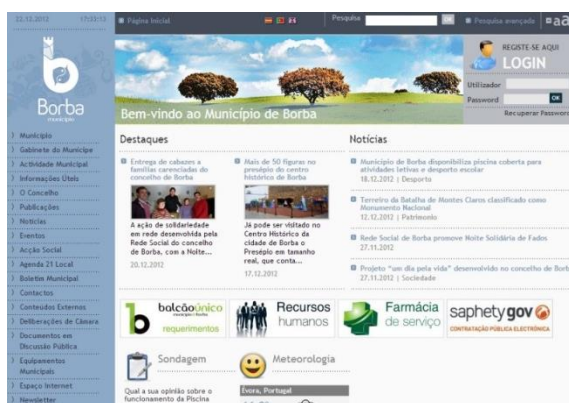 22.12.2012 17:33:13
Página Inicial
Pesquisa
OK
Pesquisa avançada
aaa
Borba
município
REGISTE-SE AQUI
LOGIN
Utilizador
Password
OK
Recuperar Password
Bem-vindo ao Município de Borba
Município
Gabinete do Munícipe
Actividade Municipal
Informações Úteis
O Concelho
Publicações
Notícias
Eventos
Acção Social
Agenda 21 Local
Boletim Municipal
Contactos
Conteúdos Externos
Deliberações de Câmara
Documentos em
Discussão Pública
Equipamentos
Municipais
Espaço Internet
Newsletter
Destaques
Entrega de cabazes a
famílias carenciadas do
concelho de Borba
A ação de solidariedade
em rede desenvolvida pela
Rede Social do concelho
de Borba, com a Noite...
20.12.2012
Mais de 50 figuras no
presépio do centro
histórico de Borba
Já pode ser visitado no
Centro Histórico da
cidade de Borba o
Presépio em tamanho
real, que conta...
17.12.2012
Notícias
Município de Borba disponibiliza piscina coberta para
atividades letivas e desporto escolar
18.12.2012 | Desporto
Terreiro da Batalha de Montes Claros classificado como
Monumento Nacional
12.12.2012 | Património
Rede Social de Borba promove Noite Solidária de Fados
27.11.2012
Projeto "um dia pela vida" desenvolvido no concelho de Borb
27.11.2012 | Sociedade
balcãoúnico
município de borba
requerimentos
Recursos
humanos
Farmácia
de serviço
saphetygov
CONTRATAÇÃO PÚBLICA ELECTRÓNICA
Sondagem
Qual a sua opinião sobre o
funcionamento da Piscina
Meteorologia
Évora, Portugal